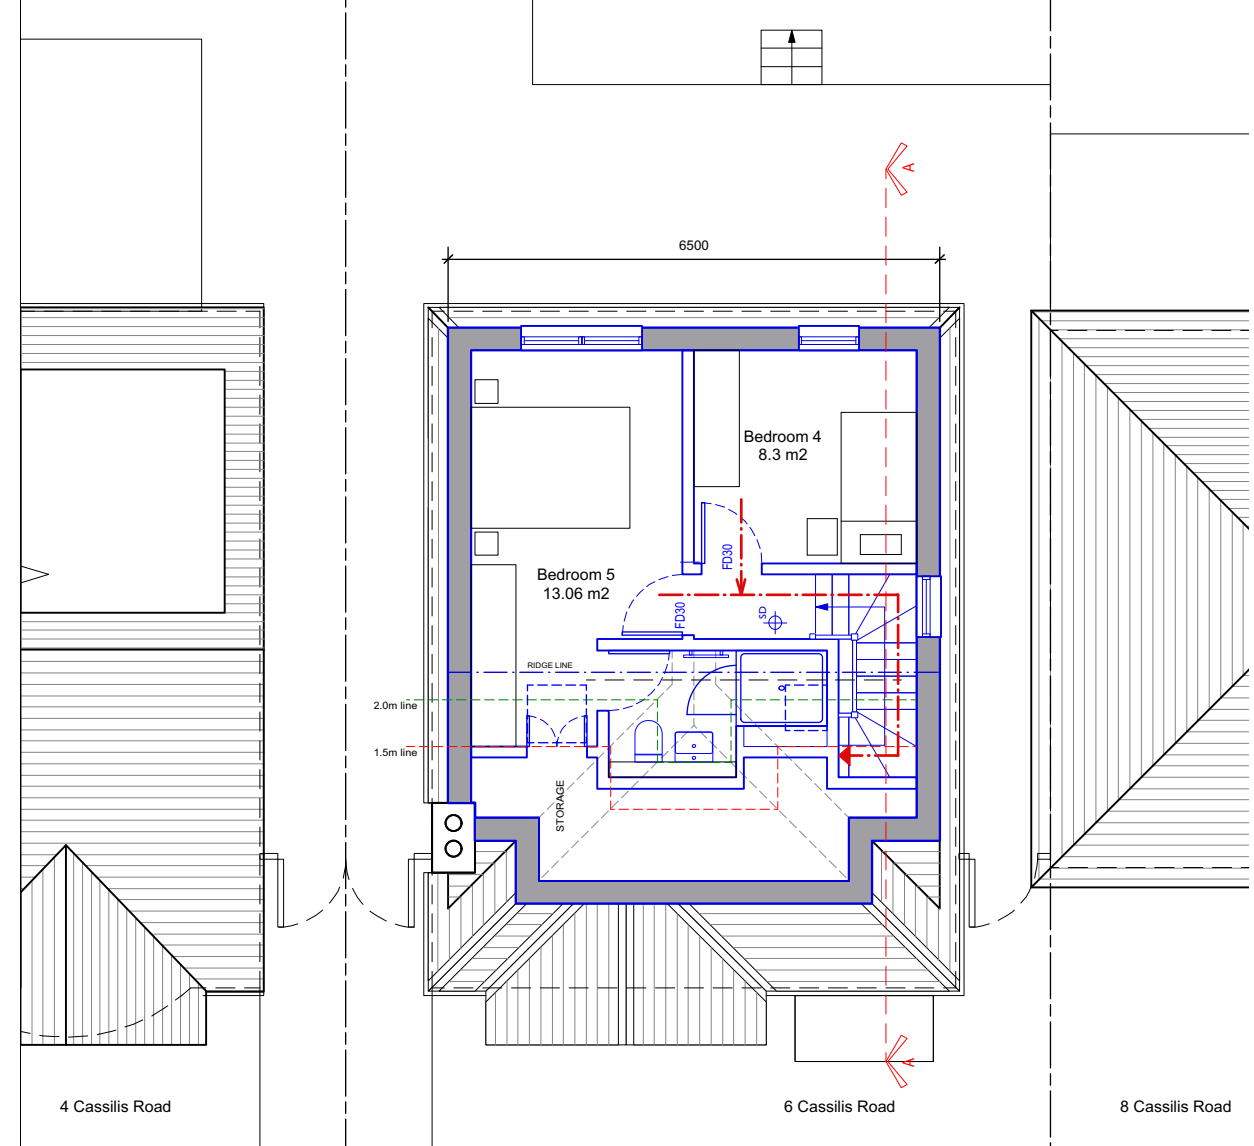 A
6500
Bedroom 4
8.3 m2
FD30
Bedroom 5
13.06 m2
FD30
SD
RIDGE LINE
2.0m line
1.5m line
STORAGE
A
4 Cassilis Road
6 Cassilis Road
8 Cassilis Road